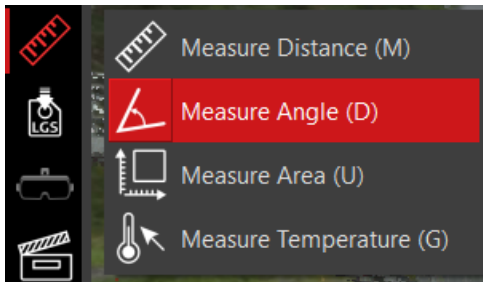 Measure Distance (M)
LGS
Measure Angle (D)
Measure Area (U)
Measure Temperature (G)